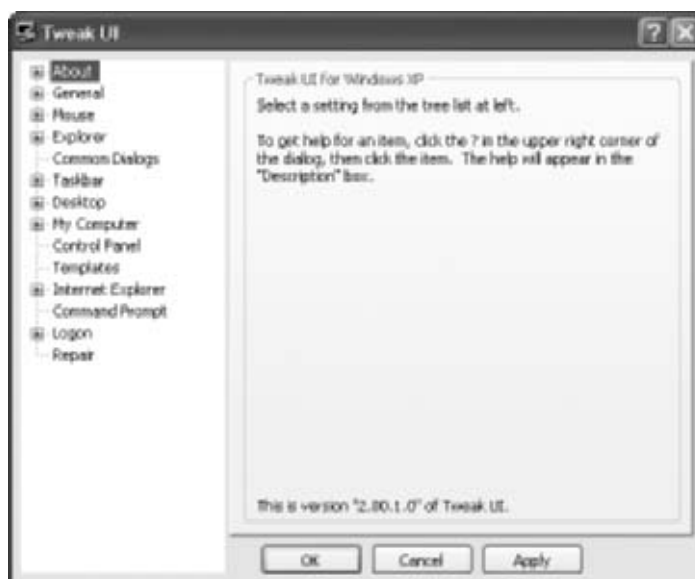 Tweak UI
About
General
Mouse
Explorer
Common Dialogs
Taskbar
Desktop
My Computer
Control Panel
Templates
Internet Explorer
Command Prompt
Logon
Repair
Tweak UI for Windows XP
Select a setting from the tree list at left.
To get help for an item, click the ? in the upper right corner of
the dialog, then click the item. The help will appear in the
"Description" box.
This is version "2.00.1.0" of Tweak UI.
OK
Cancel
Apply